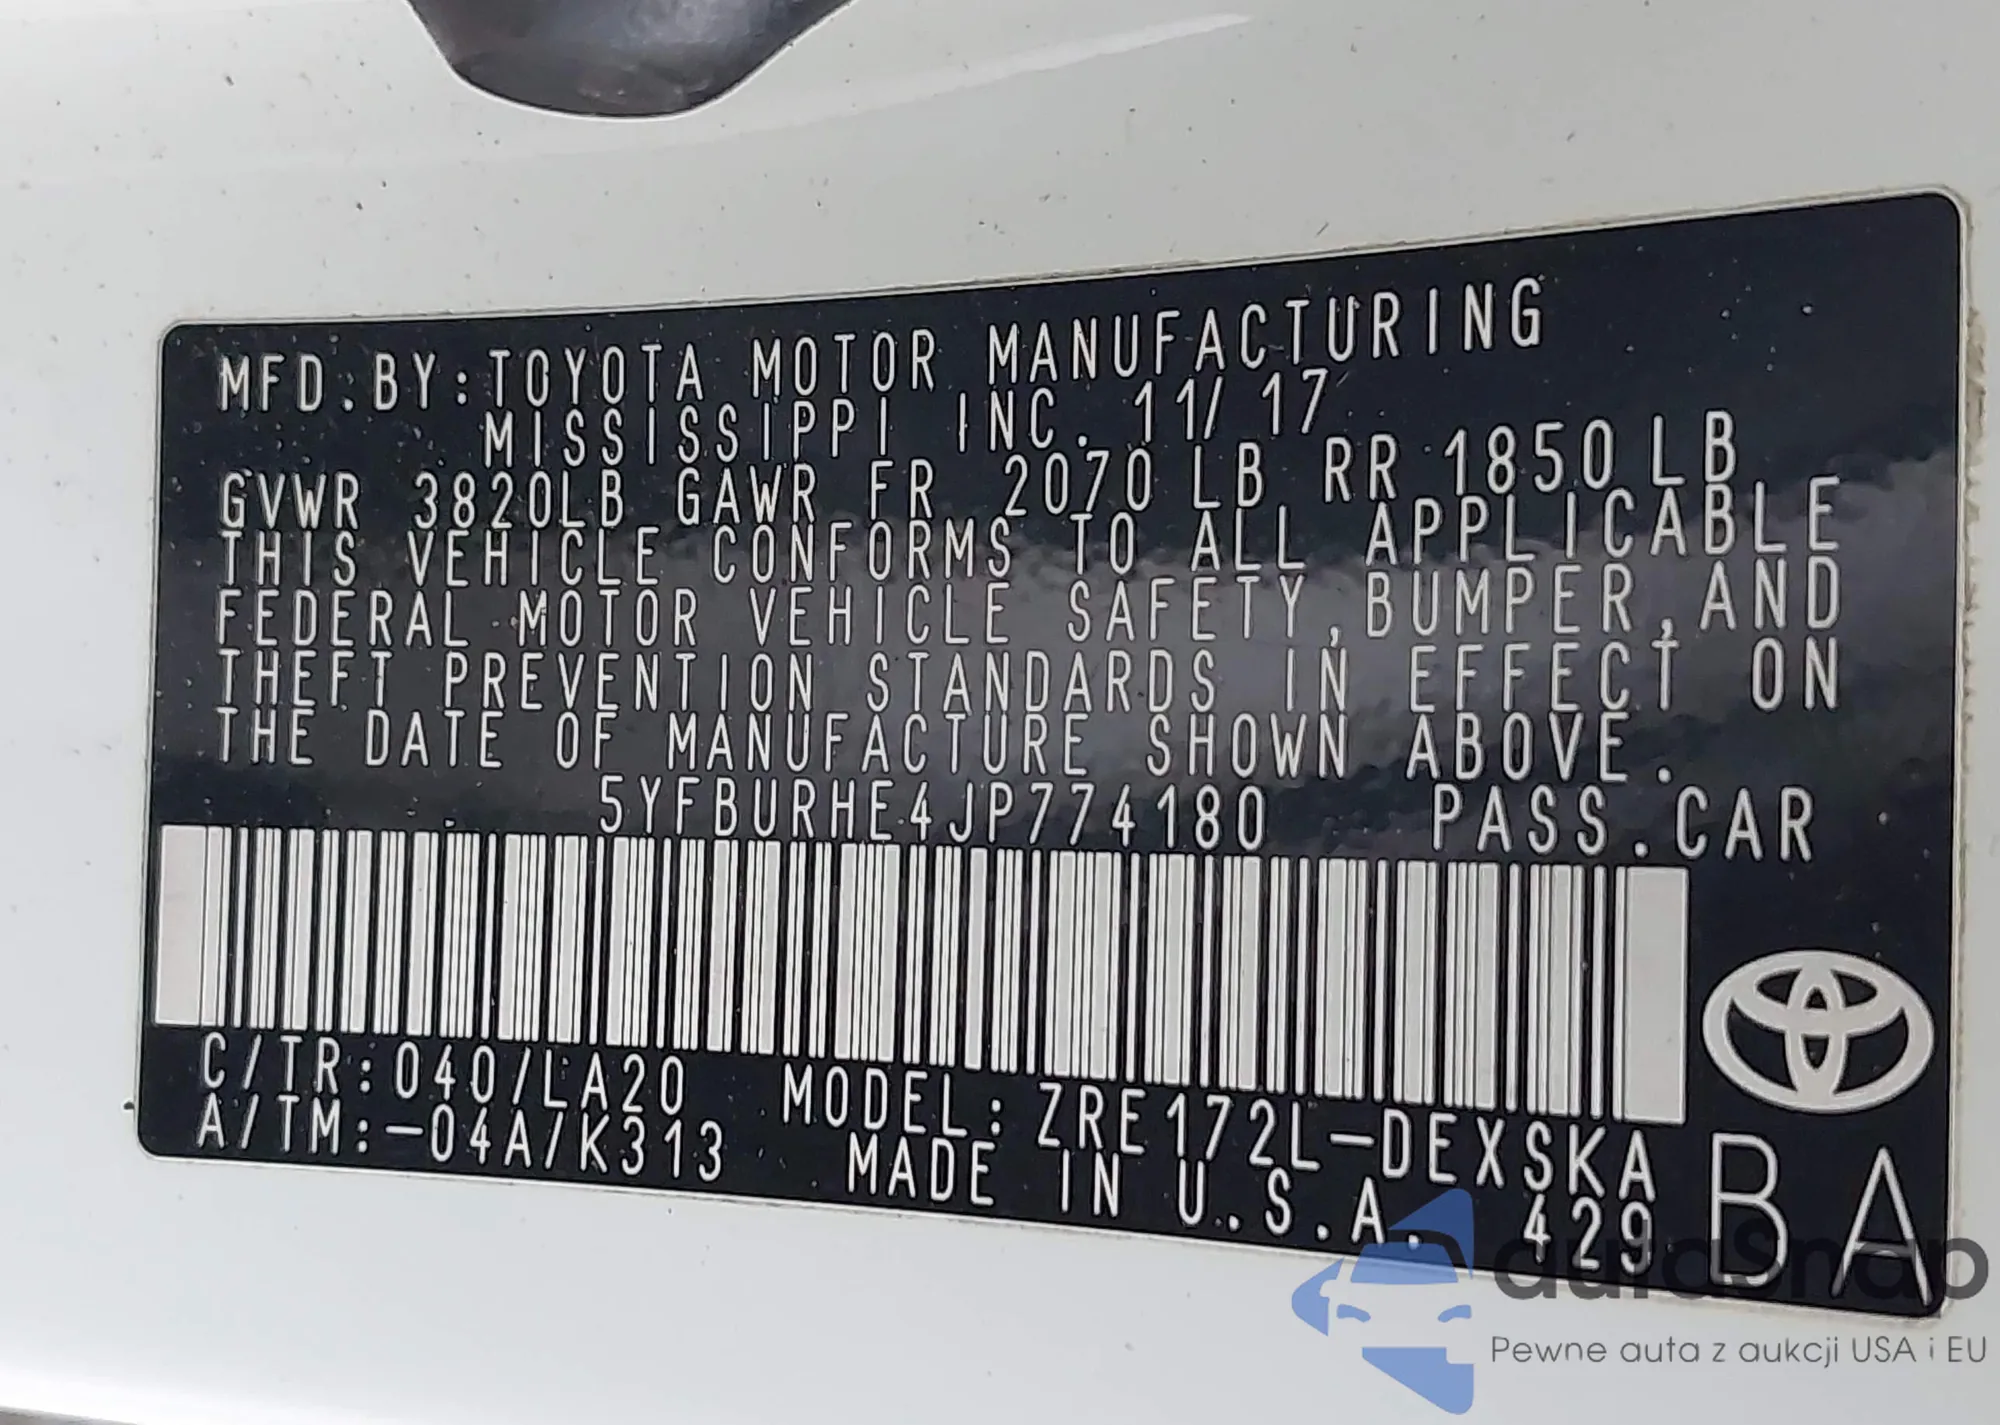 MFD.BY:TOYOTA MOTOR MANUFACTURING
MISSISSIPPI INC. 11/17
GVWR 3820LB GAWR FR 2070 LB RR 1850 LB
THIS VEHICLE CONFORMS TO ALL APPLICABLE
FEDERAL MOTOR VEHICLE SAFETY, BUMPER, AND
THEFT PREVENTION STANDARDS IN EFFECT ON
THE DATE OF MANUFACTURE SHOWN ABOVE.
5YFBURHE4JP774180 PASS.CAR
C/TR:040/LA20 MODEL: ZRE172L-DEXSKA
A/TM:-04A/K313 MADE IN U.S.A. 429
BA
autoSnap
Pewne auta z aukcji USA i EU